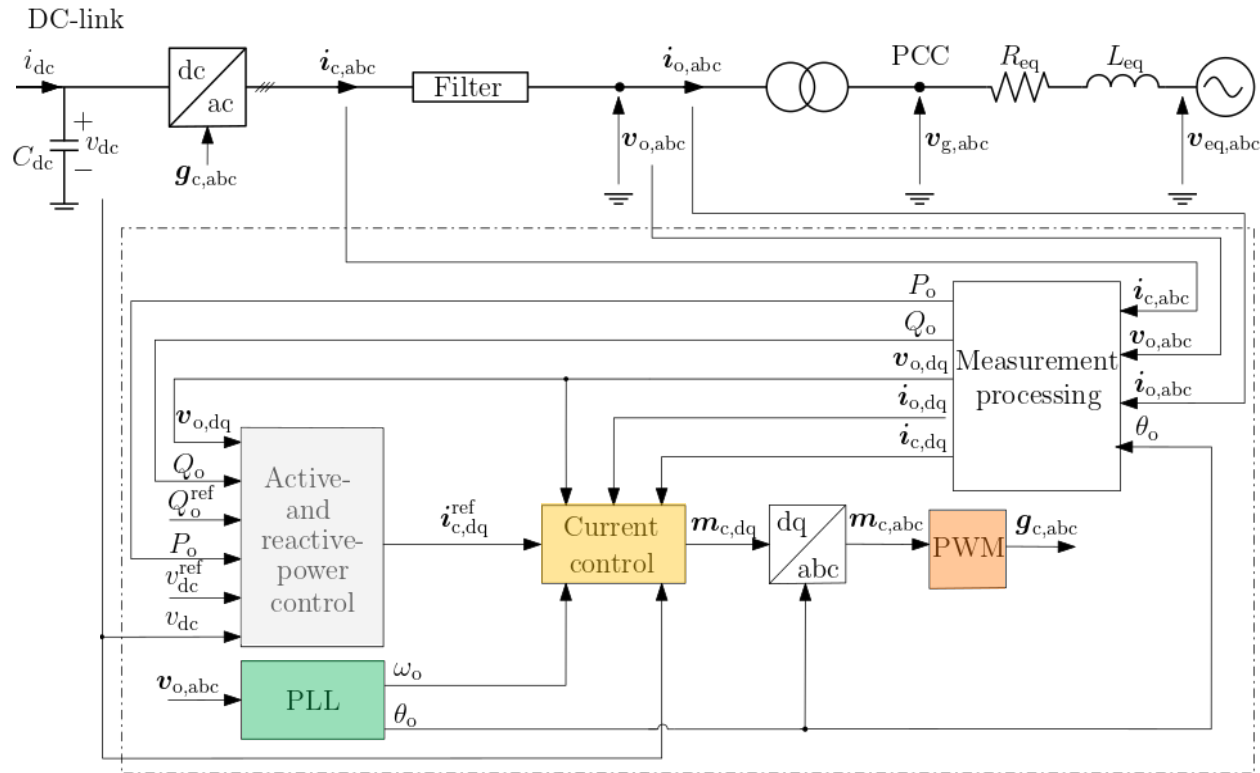 DC-link
i_dc
dc
ac
i_c,abc
Filter
i_o,abc
PCC
R_eq
L_eq
+
C_dc
v_dc
−
g_c,abc
v_o,abc
v_g,abc
v_eq,abc
P_o
Q_o
v_o,dq
i_o,dq
i_c,dq
Measurement
processing
i_c,abc
v_o,abc
i_o,abc
θ_o
v_o,dq
Q_o
Q_o^ref
P_o
v_dc^ref
v_dc
Active-
and
reactive-
power
control
i_c,dq^ref
Current
control
m_c,dq
dq
abc
m_c,abc
PWM
g_c,abc
v_o,abc
PLL
ω_o
θ_o